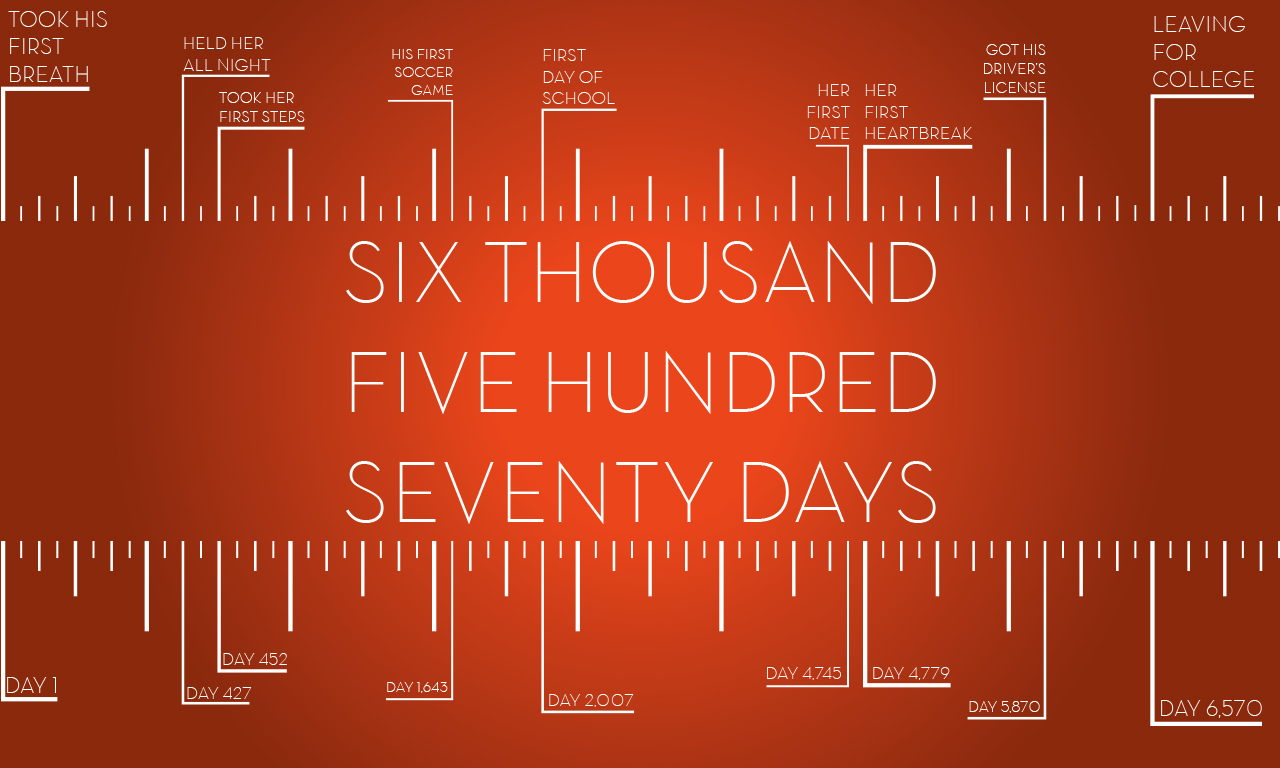 TOOK HIS
FIRST
BREATH
HELD HER
ALL NIGHT
TOOK HER
FIRST STEPS
HIS FIRST
SOCCER
GAME
FIRST
DAY OF
SCHOOL
HER
FIRST
DATE
HER
FIRST
HEARTBREAK
GOT HIS
DRIVER'S
LICENSE
LEAVING
FOR
COLLEGE
SIX THOUSAND
FIVE HUNDRED
SEVENTY DAYS
DAY 1
DAY 427
DAY 452
DAY 1,643
DAY 2,007
DAY 4,745
DAY 4,779
DAY 5,870
DAY 6,570